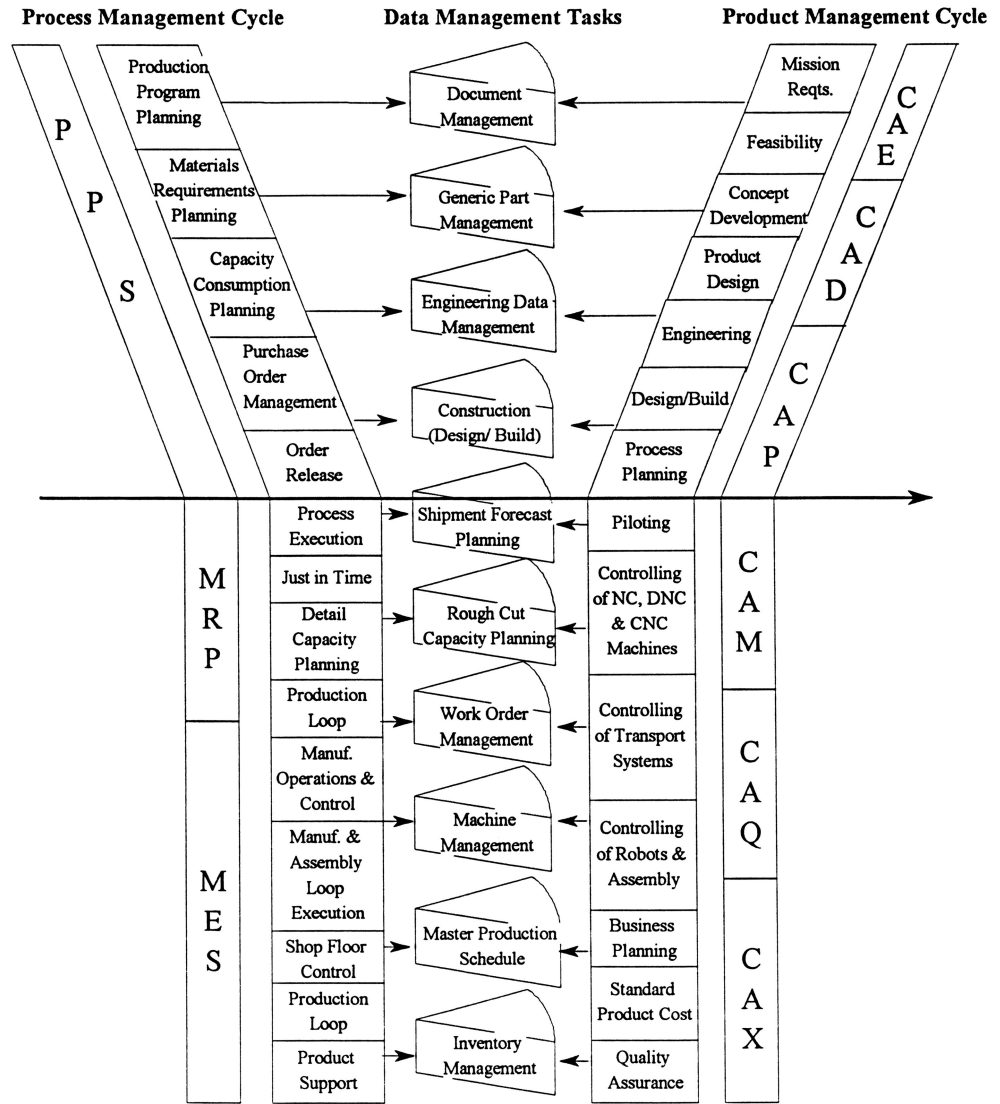 Process Management Cycle
Data Management Tasks
Product Management Cycle
P
P
S
Production
Program
Planning
Materials
Requirements
Planning
Capacity
Consumption
Planning
Purchase
Order
Management
Order
Release
Document
Management
Generic Part
Management
Engineering Data
Management
Construction
(Design/ Build)
Mission
Reqts.
Feasibility
Concept
Development
Product
Design
Engineering
Design/Build
Process
Planning
C
A
E
C
A
D
C
A
P
M
R
P
M
E
S
Process
Execution
Just in Time
Detail
Capacity
Planning
Production
Loop
Manuf.
Operations &
Control
Manuf. &
Assembly
Loop
Execution
Shop Floor
Control
Production
Loop
Product
Support
Shipment Forecast
Planning
Rough Cut
Capacity Planning
Work Order
Management
Machine
Management
Master Production
Schedule
Inventory
Management
Piloting
Controlling
of NC, DNC
& CNC
Machines
Controlling
of Transport
Systems
Controlling
of Robots &
Assembly
Business
Planning
Standard
Product Cost
Quality
Assurance
C
A
M
C
A
Q
C
A
X